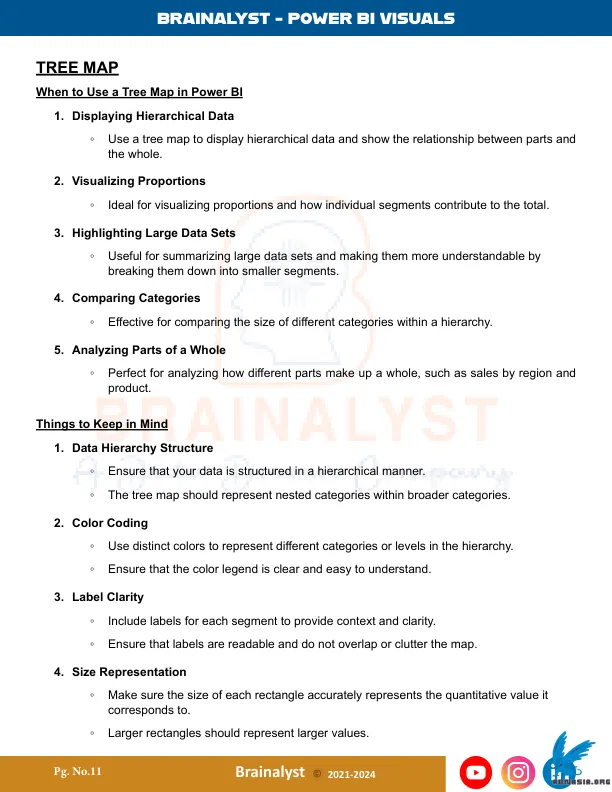 BRAINALYST - POWER BI VISUALS
TREE MAP
When to Use a Tree Map in Power BI
1. Displaying Hierarchical Data
◦ Use a tree map to display hierarchical data and show the relationship between parts and
the whole.
2. Visualizing Proportions
◦ Ideal for visualizing proportions and how individual segments contribute to the total.
3. Highlighting Large Data Sets
◦ Useful for summarizing large data sets and making them more understandable by
breaking them down into smaller segments.
4. Comparing Categories
◦ Effective for comparing the size of different categories within a hierarchy.
5. Analyzing Parts of a Whole
◦ Perfect for analyzing how different parts make up a whole, such as sales by region and
product.
BRAINALYST
Things to Keep in Mind
1. Data Hierarchy Structure
◦ Ensure that your data is structured in a hierarchical manner.
◦ The tree map should represent nested categories within broader categories.
2. Color Coding
◦ Use distinct colors to represent different categories or levels in the hierarchy.
◦ Ensure that the color legend is clear and easy to understand.
3. Label Clarity
◦ Include labels for each segment to provide context and clarity.
◦ Ensure that labels are readable and do not overlap or clutter the map.
4. Size Representation
◦ Make sure the size of each rectangle accurately represents the quantitative value it
corresponds to.
◦ Larger rectangles should represent larger values.
Pg. No.11
Brainalyst © 2021-2024
in